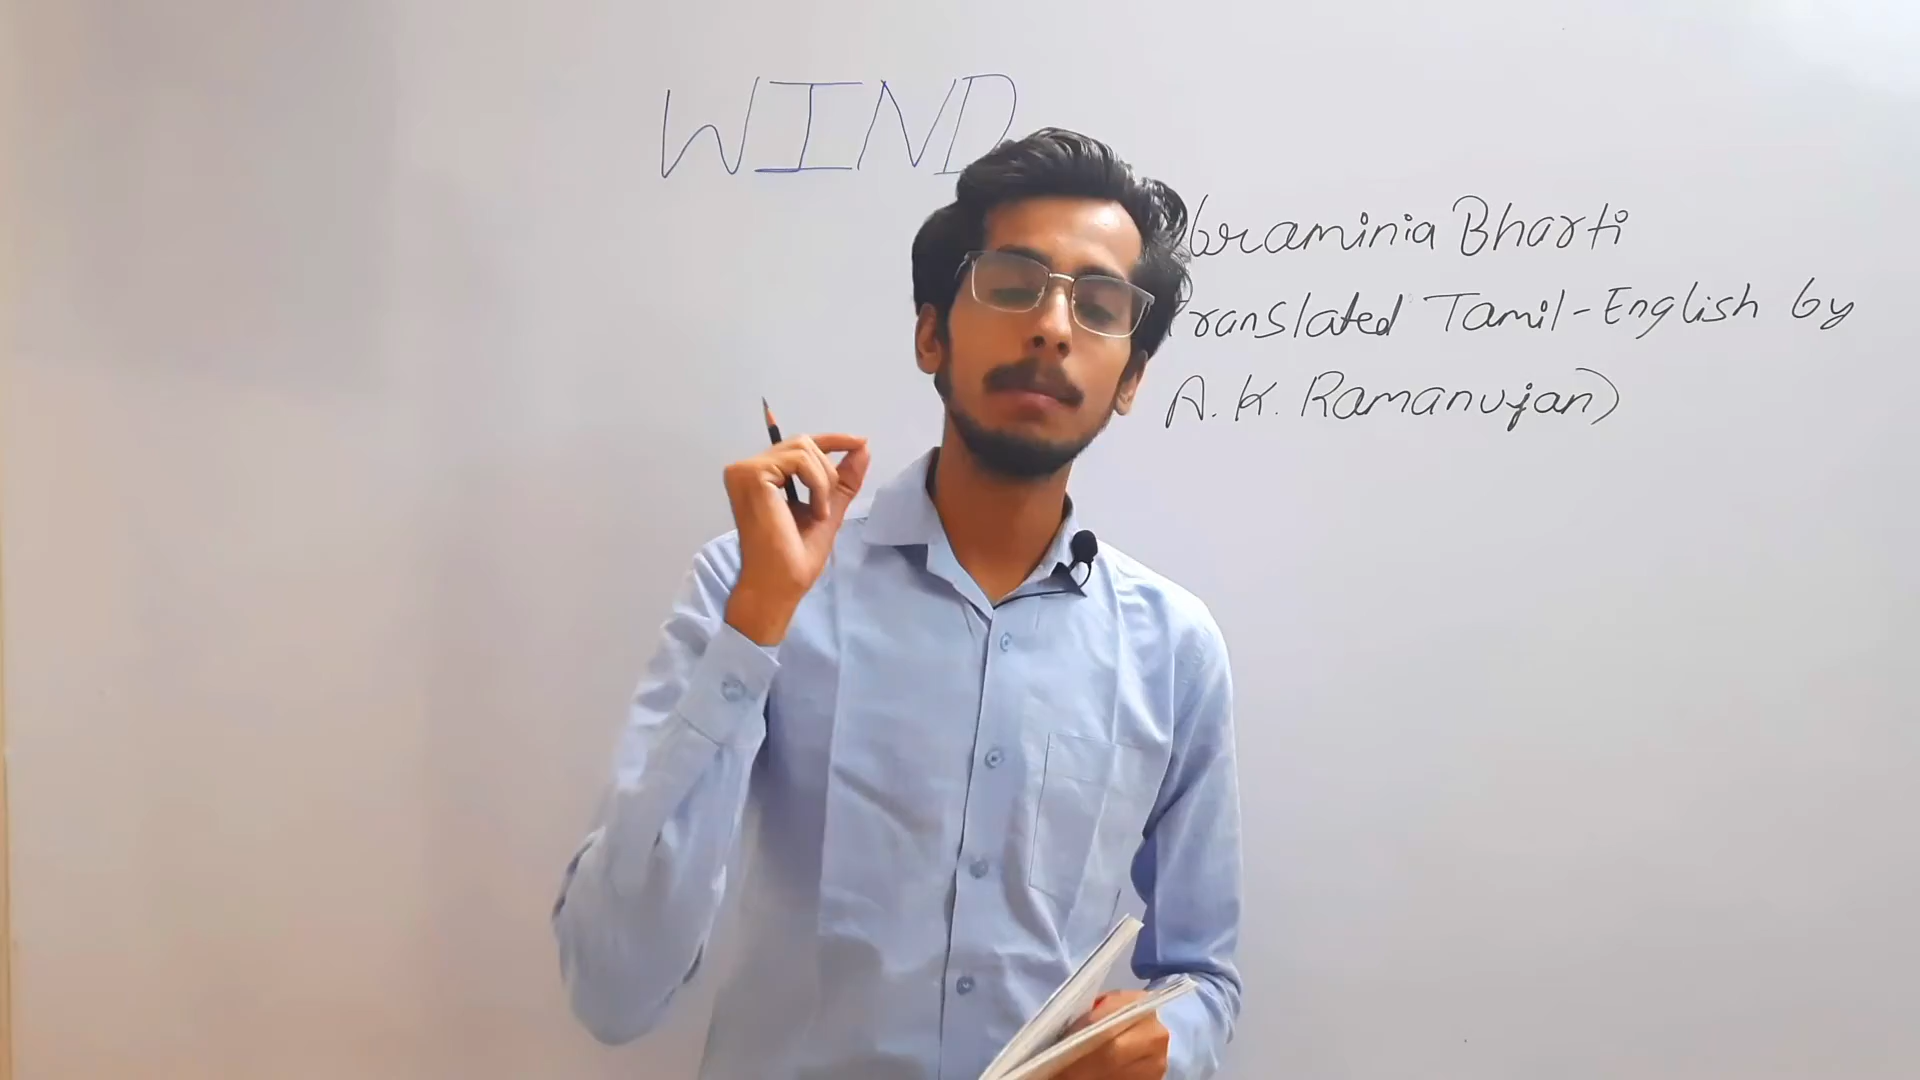 WIND
braminia Bharti
ranslated Tamil-English by
A. K. Ramanujan)